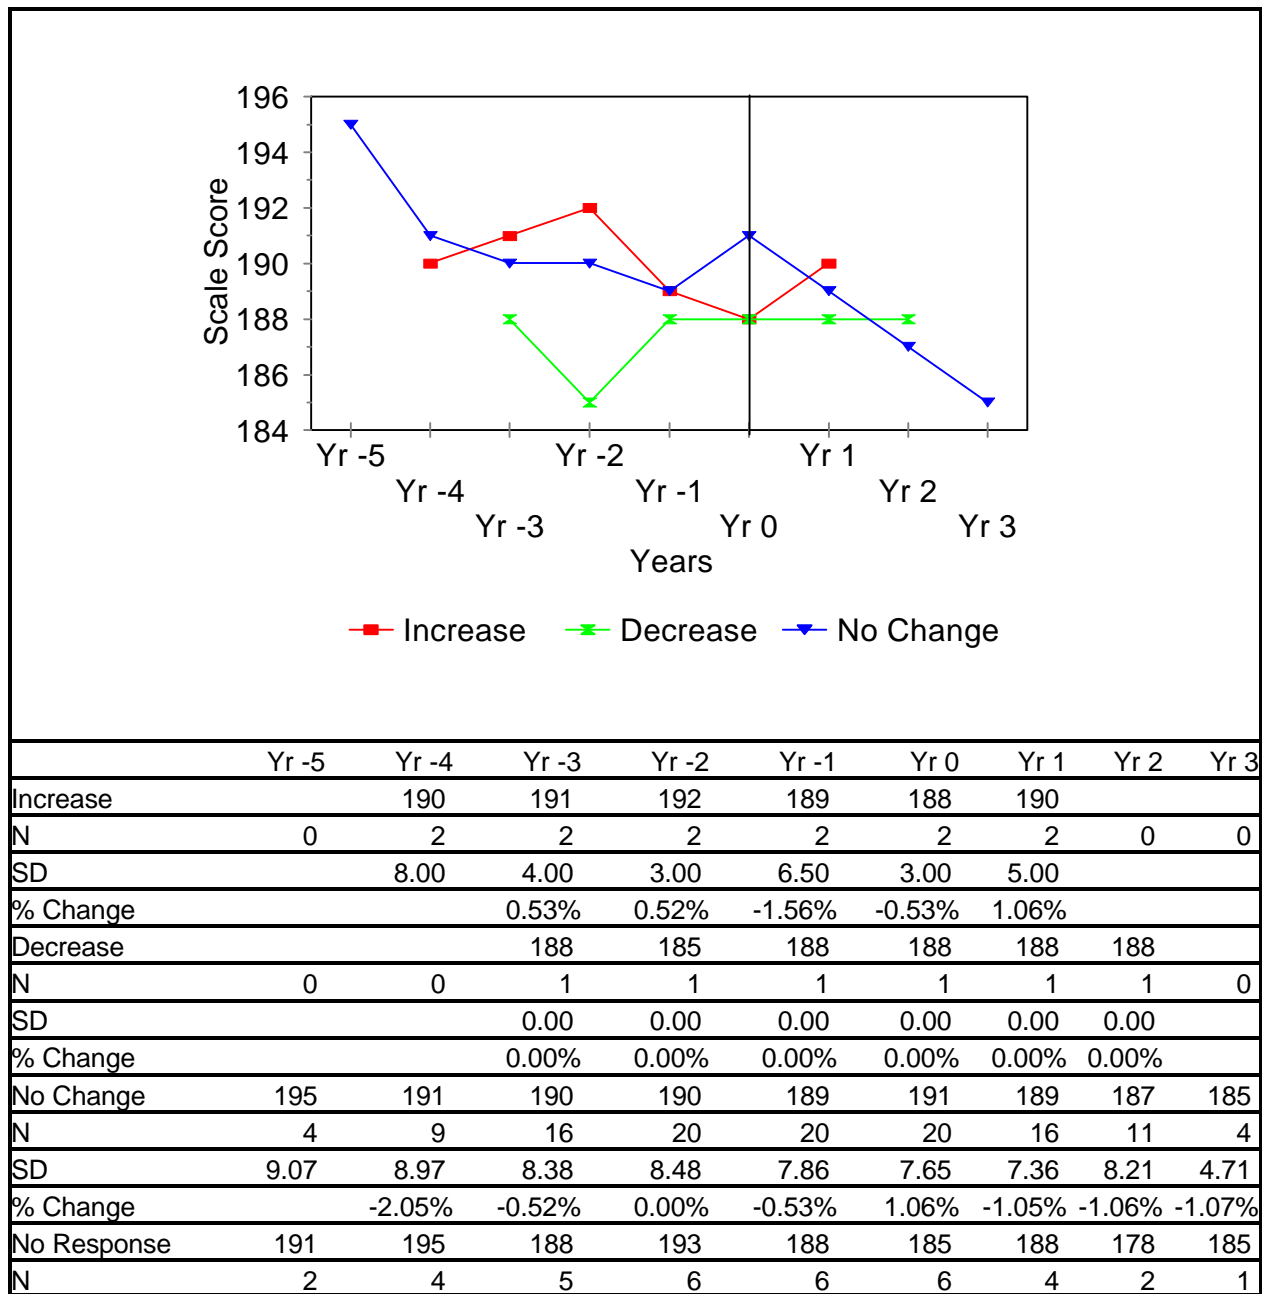 196
194
192
190
188
186
184
Scale Score
Yr -5 Yr -2 Yr 1
Yr -4 Yr -1 Yr 2
Yr -3 Yr 0 Yr 3
Years
Increase Decrease No Change
Yr -5 Yr -4 Yr -3 Yr -2 Yr -1 Yr 0 Yr 1 Yr 2 Yr 3
Increase 190 191 192 189 188 190
N 0 2 2 2 2 2 2 0 0
SD 8.00 4.00 3.00 6.50 3.00 5.00
% Change 0.53% 0.52% -1.56% -0.53% 1.06%
Decrease 188 185 188 188 188 188
N 0 0 1 1 1 1 1 1 0
SD 0.00 0.00 0.00 0.00 0.00 0.00
% Change 0.00% 0.00% 0.00% 0.00% 0.00% 0.00%
No Change 195 191 190 190 189 191 189 187 185
N 4 9 16 20 20 20 16 11 4
SD 9.07 8.97 8.38 8.48 7.86 7.65 7.36 8.21 4.71
% Change -2.05% -0.52% 0.00% -0.53% 1.06% -1.05% -1.06% -1.07%
No Response 191 195 188 193 188 185 188 178 185
N 2 4 5 6 6 6 4 2 1